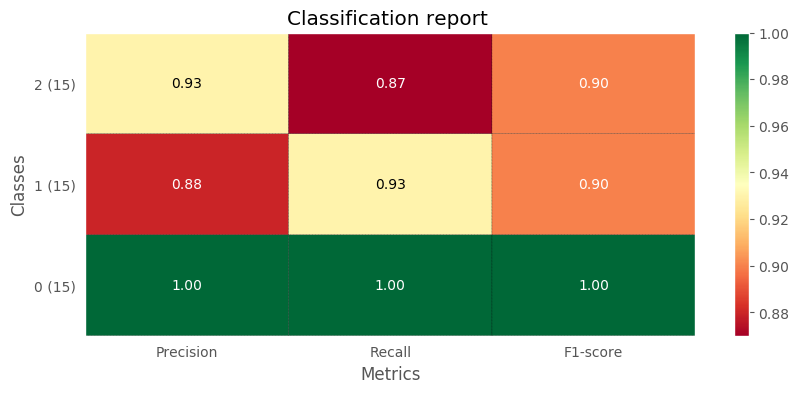 Classification report
Classes
2 (15) 0.93 0.87 0.90
1 (15) 0.88 0.93 0.90
0 (15) 1.00 1.00 1.00
Precision Recall F1-score
Metrics
1.00
0.98
0.96
0.94
0.92
0.90
0.88